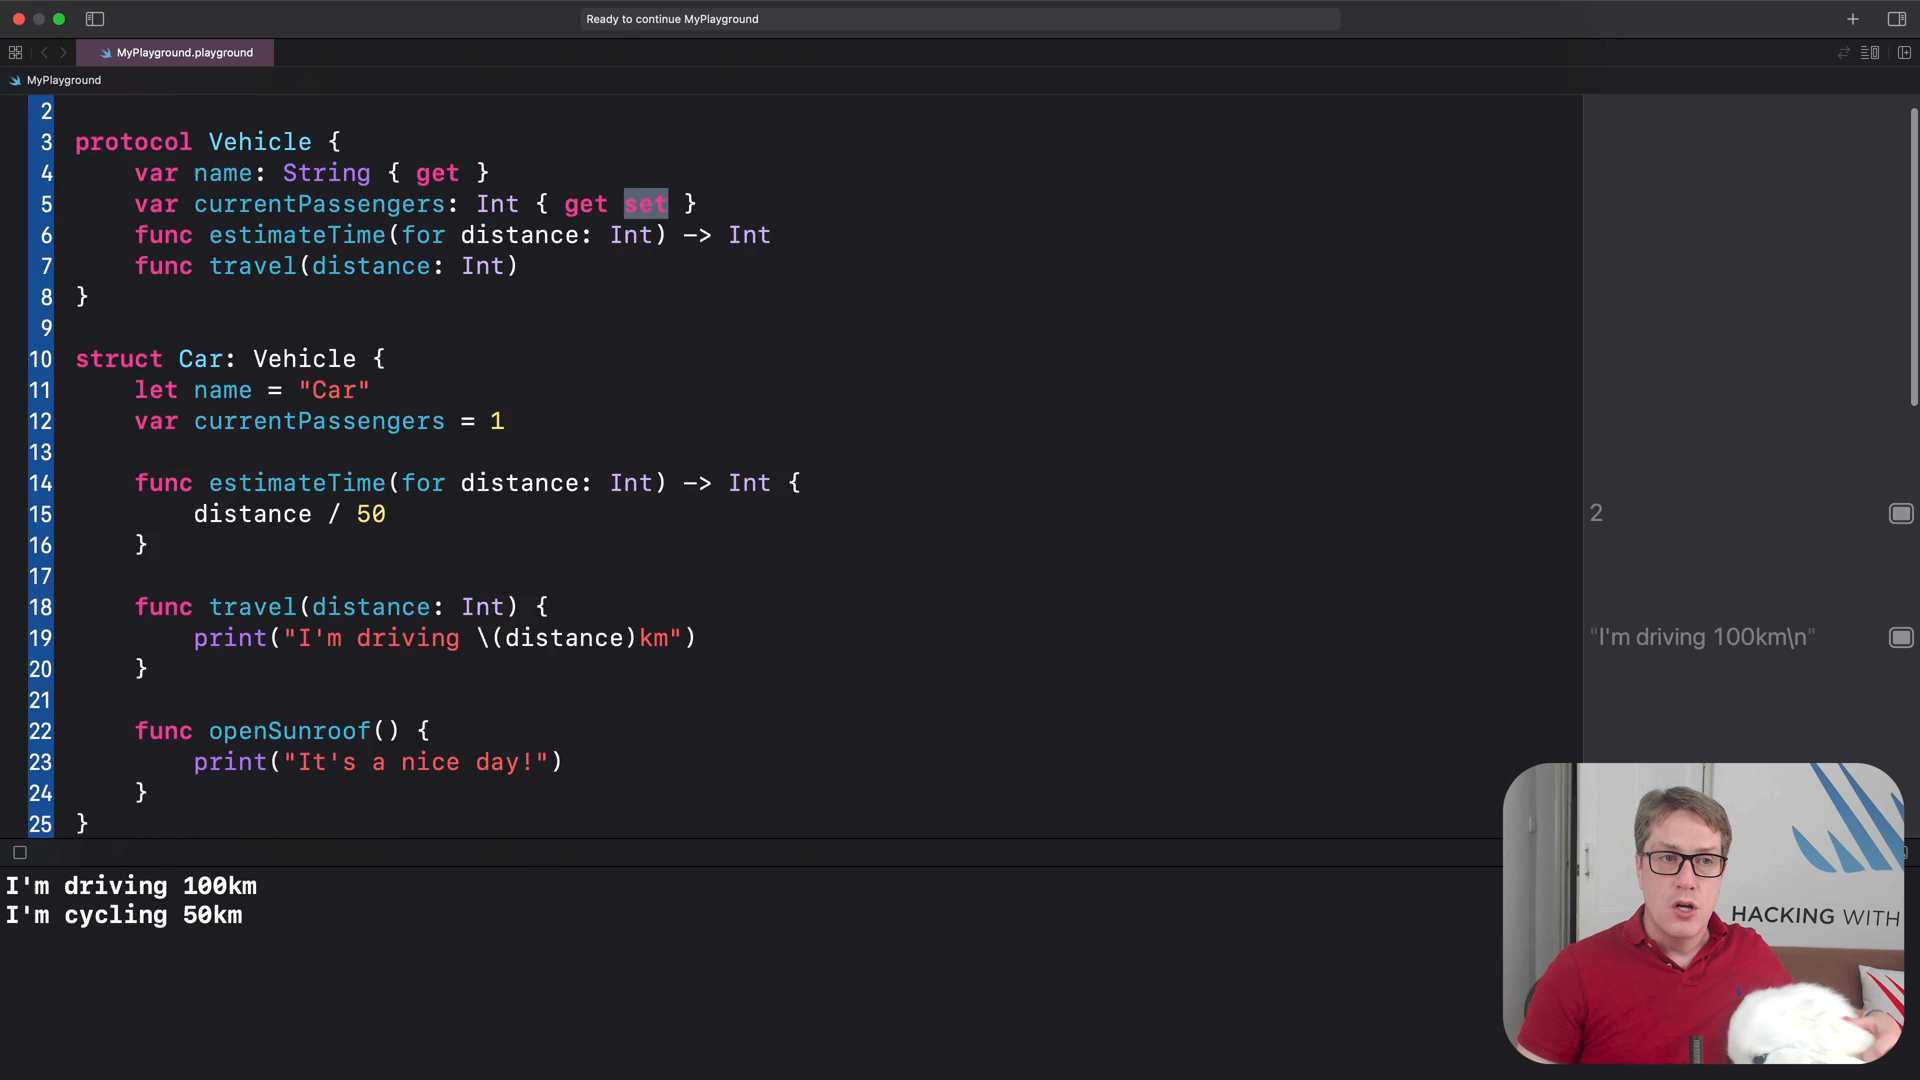 Ready to continue MyPlayground
MyPlayground.playground
MyPlayground
2
3 protocol Vehicle {
4 var name: String { get }
5 var currentPassengers: Int { get set }
6 func estimateTime(for distance: Int) -> Int
7 func travel(distance: Int)
8 }
9
10 struct Car: Vehicle {
11 let name = "Car"
12 var currentPassengers = 1
13
14 func estimateTime(for distance: Int) -> Int {
15 distance / 50
2
16 }
17
18 func travel(distance: Int) {
19 print("I'm driving \(distance)km")
"I'm driving 100km\n"
20 }
21
22 func openSunroof() {
23 print("It's a nice day!")
24 }
25 }
I'm driving 100km
I'm cycling 50km
HACKING WITH